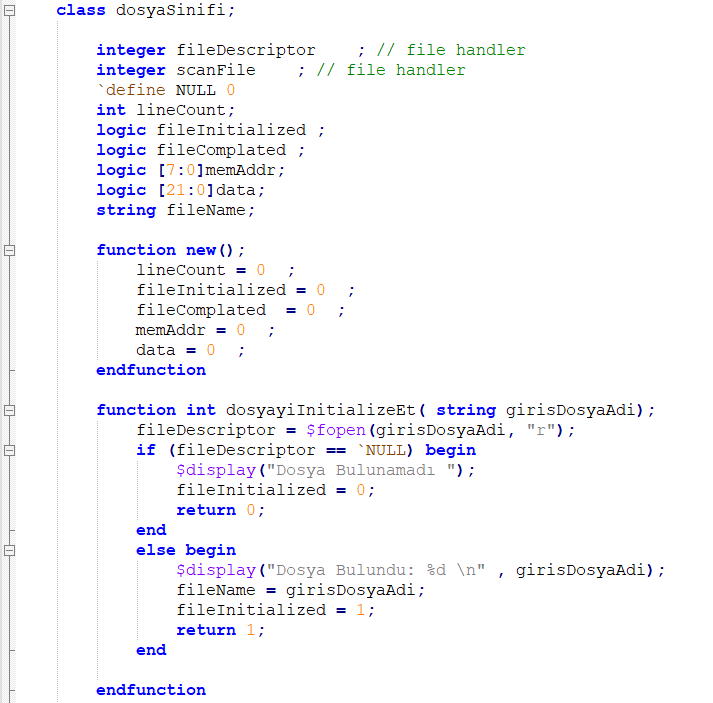 class dosyaSinifi;
integer fileDescriptor    ; // file handler
integer scanFile    ; // file handler
`define NULL 0
int lineCount;
logic fileInitialized ;
logic fileComplated ;
logic [7:0]memAddr;
logic [21:0]data;
string fileName;
function new();
lineCount = 0  ;
fileInitialized = 0  ;
fileComplated  = 0  ;
memAddr = 0  ;
data = 0  ;
endfunction
function int dosyayiInitializeEt( string girisDosyaAdi);
fileDescriptor = $fopen(girisDosyaAdi, "r");
if (fileDescriptor == `NULL) begin
$display("Dosya Bulunamadı ");
fileInitialized = 0;
return 0;
end
else begin
$display("Dosya Bulundu: %d \n" , girisDosyaAdi);
fileName = girisDosyaAdi;
fileInitialized = 1;
return 1;
end
endfunction